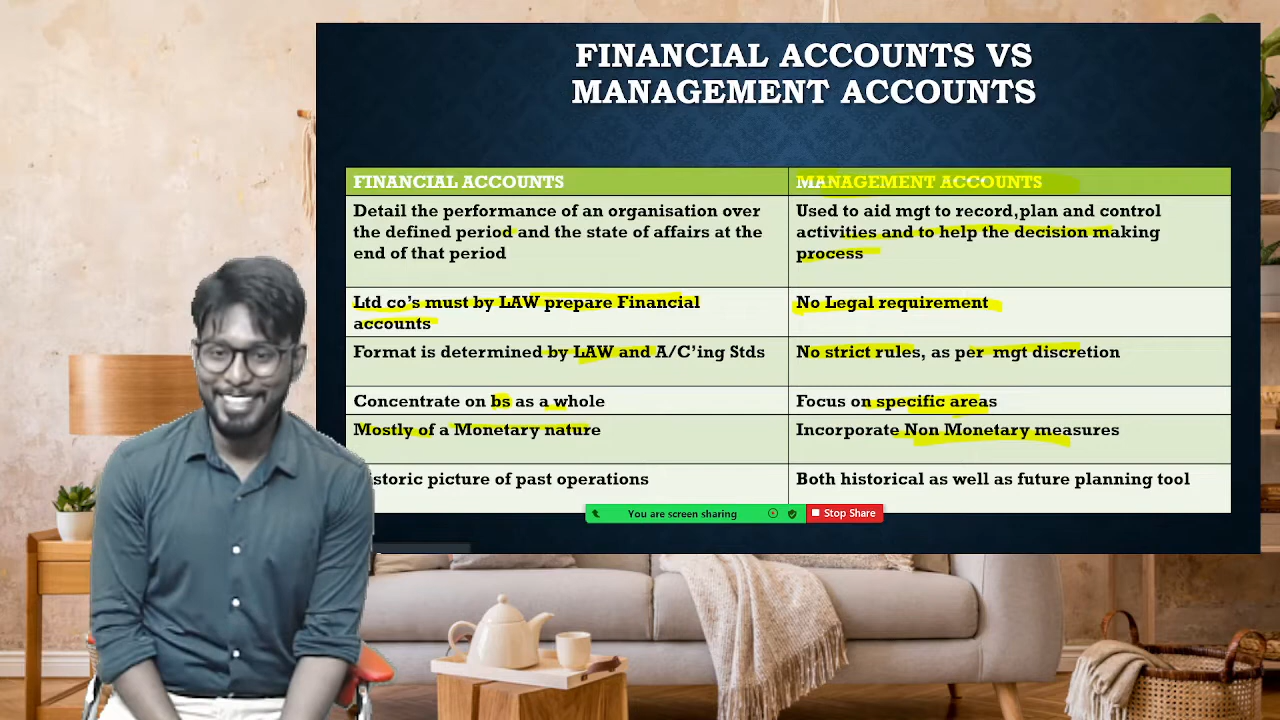 FINANCIAL ACCOUNTS VS
MANAGEMENT ACCOUNTS
FINANCIAL ACCOUNTS
MANAGEMENT ACCOUNTS
Detail the performance of an organisation over
the defined period and the state of affairs at the
end of that period
Used to aid mgt to record,plan and control
activities and to help the decision making
process
Ltd co's must by LAW prepare Financial
accounts
No Legal requirement
Format is determined by LAW and A/C'ing Stds
No strict rules, as per mgt discretion
Concentrate on bs as a whole
Focus on specific areas
Mostly of a Monetary nature
Incorporate Non Monetary measures
storic picture of past operations
Both historical as well as future planning tool
You are screen sharing
Stop Share